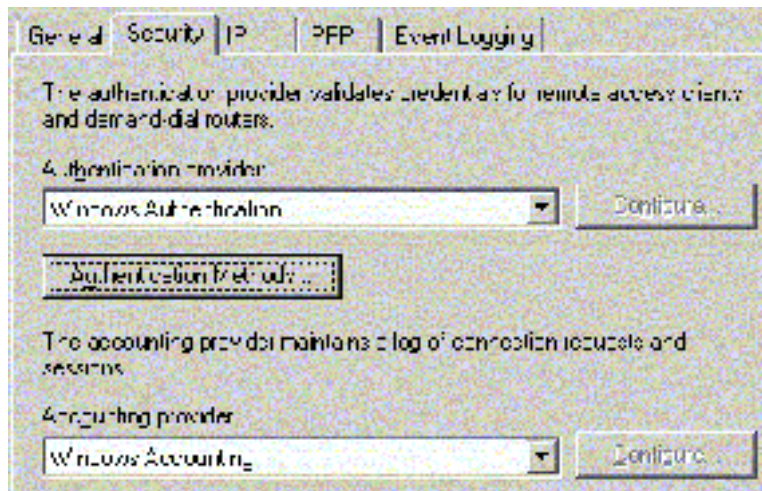 General Security IP PPP Event Logging
The authentication provider validates credentials for remote access clients
and demand-dial routers.
Authentication provider:
Windows Authentication Configure...
Authentication Methods...
The accounting provider maintains a log of connection requests and
sessions.
Accounting provider:
Windows Accounting Configure...